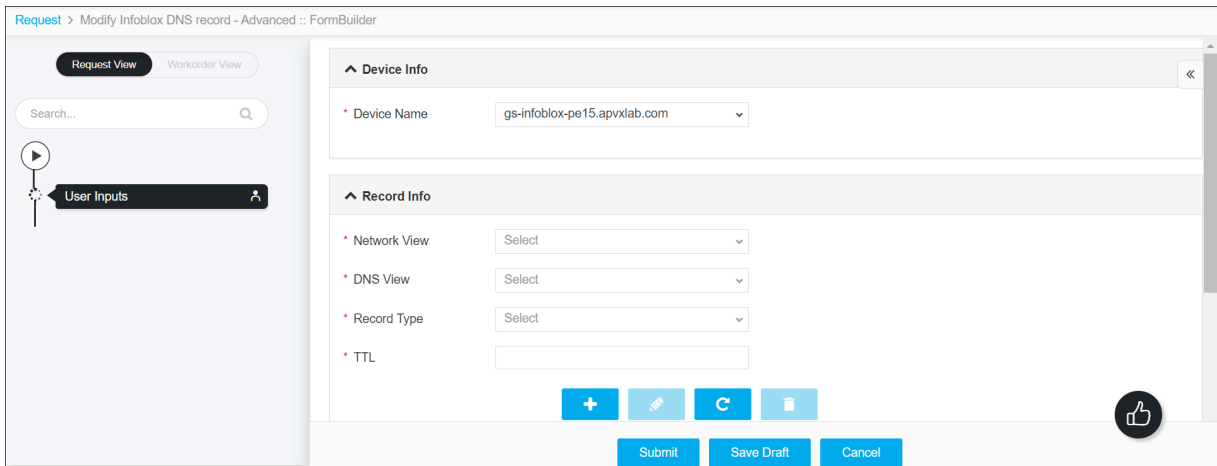 Request > Modify Infoblox DNS record - Advanced :: FormBuilder
Request View Workorder View
Search...
User Inputs
Device Info
* Device Name gs-infoblox-pe15.apvxlab.com
Record Info
* Network View Select
* DNS View Select
* Record Type Select
* TTL
Submit Save Draft Cancel